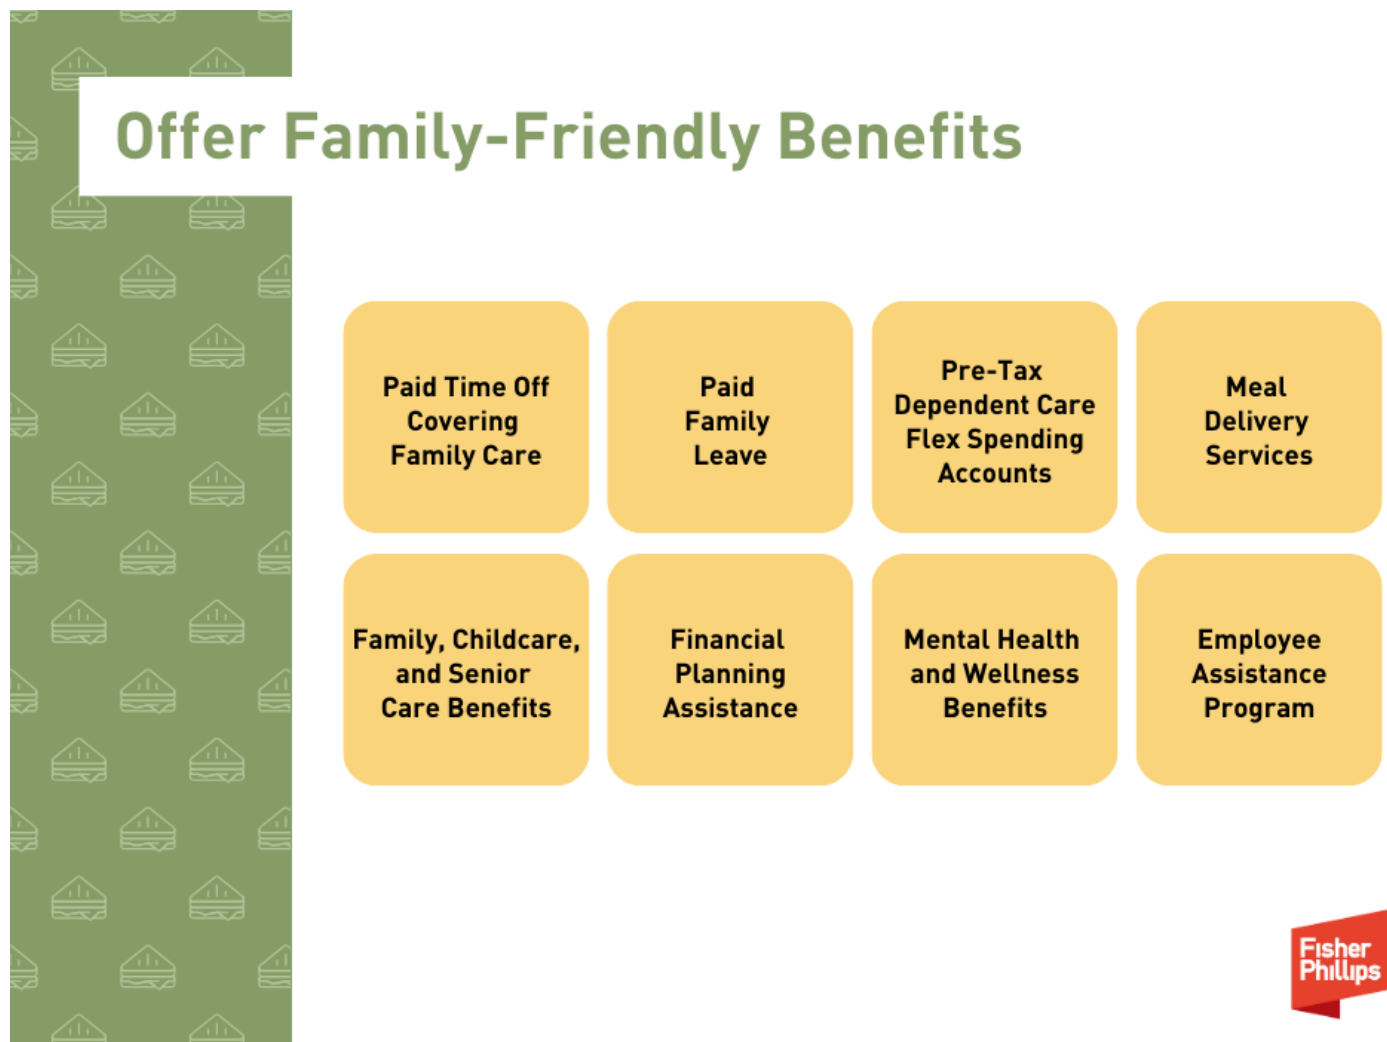 Offer Family-Friendly Benefits
Paid Time Off
Covering
Family Care
Paid
Family
Leave
Pre-Tax
Dependent Care
Flex Spending
Accounts
Meal
Delivery
Services
Family, Childcare,
and Senior
Care Benefits
Financial
Planning
Assistance
Mental Health
and Wellness
Benefits
Employee
Assistance
Program
Fisher
Phillips